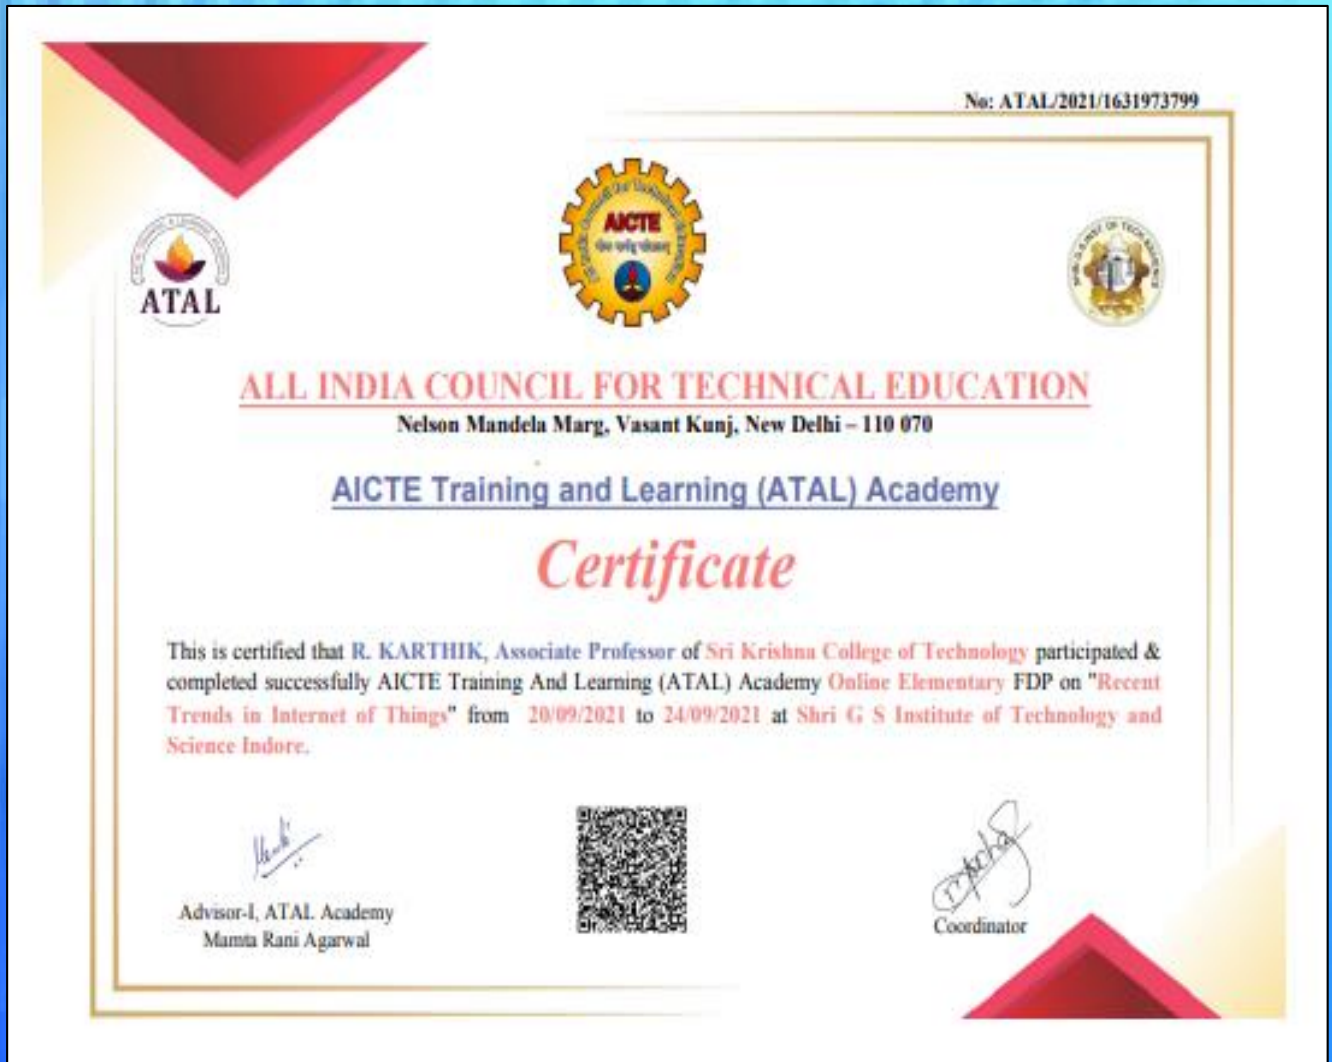 No: ATAL/2021/1631973799
AICTE
ATAL
ALL INDIA COUNCIL FOR TECHNICAL EDUCATION
Nelson Mandela Marg, Vasant Kunj, New Delhi – 110 070
AICTE Training and Learning (ATAL) Academy
Certificate
This is certified that R. KARTHIK, Associate Professor of Sri Krishna College of Technology participated &
completed successfully AICTE Training And Learning (ATAL) Academy Online Elementary FDP on "Recent
Trends in Internet of Things" from 20/09/2021 to 24/09/2021 at Shri G S Institute of Technology and
Science Indore.
Advisor-I, ATAL Academy
Mamta Rani Agarwal
Coordinator